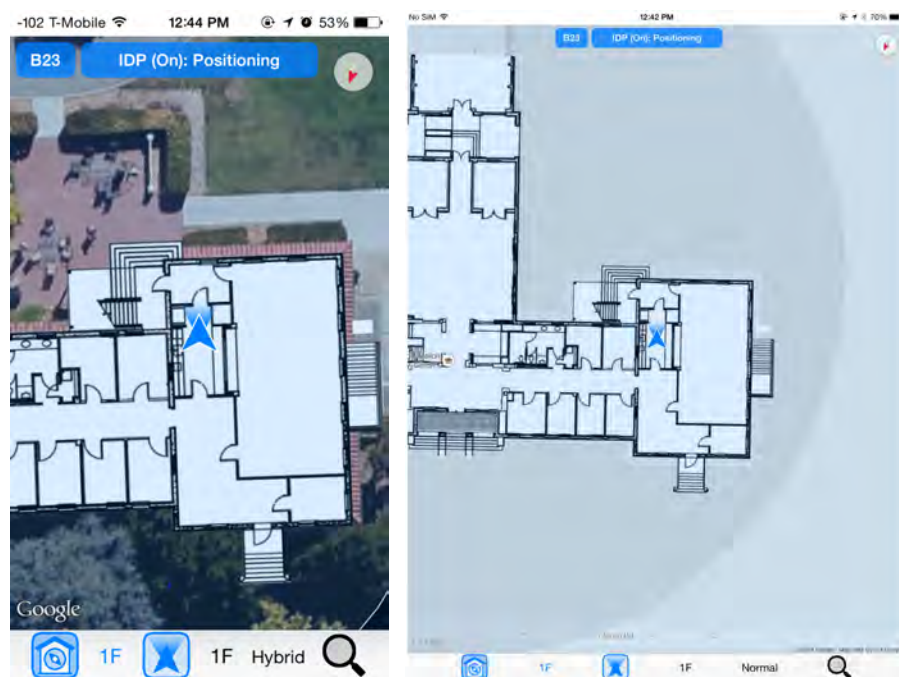 -102 T-Mobile 12:44 PM 53%
B23 IDP (On): Positioning
Google
1F 1F Hybrid
No SIM 12:42 PM 70%
B23 IDP (On): Positioning
1F 1F Normal